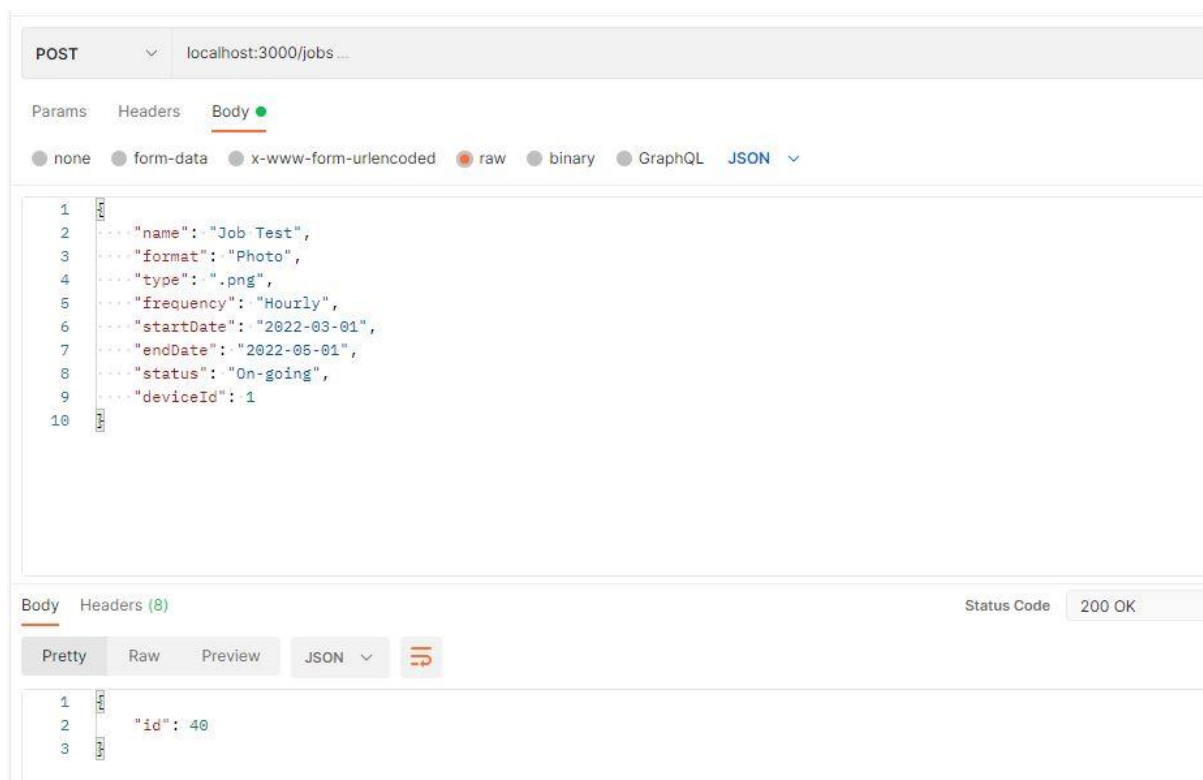 POST localhost:3000/jobs ...
Params Headers Body
none form-data x-www-form-urlencoded raw binary GraphQL JSON
1 {
2 "name": "Job Test",
3 "format": "Photo",
4 "type": ".png",
5 "frequency": "Hourly",
6 "startDate": "2022-03-01",
7 "endDate": "2022-05-01",
8 "status": "On-going",
9 "deviceId": 1
10 }
Body Headers (8) Status Code 200 OK
Pretty Raw Preview JSON
1 {
2 "id": 40
3 }